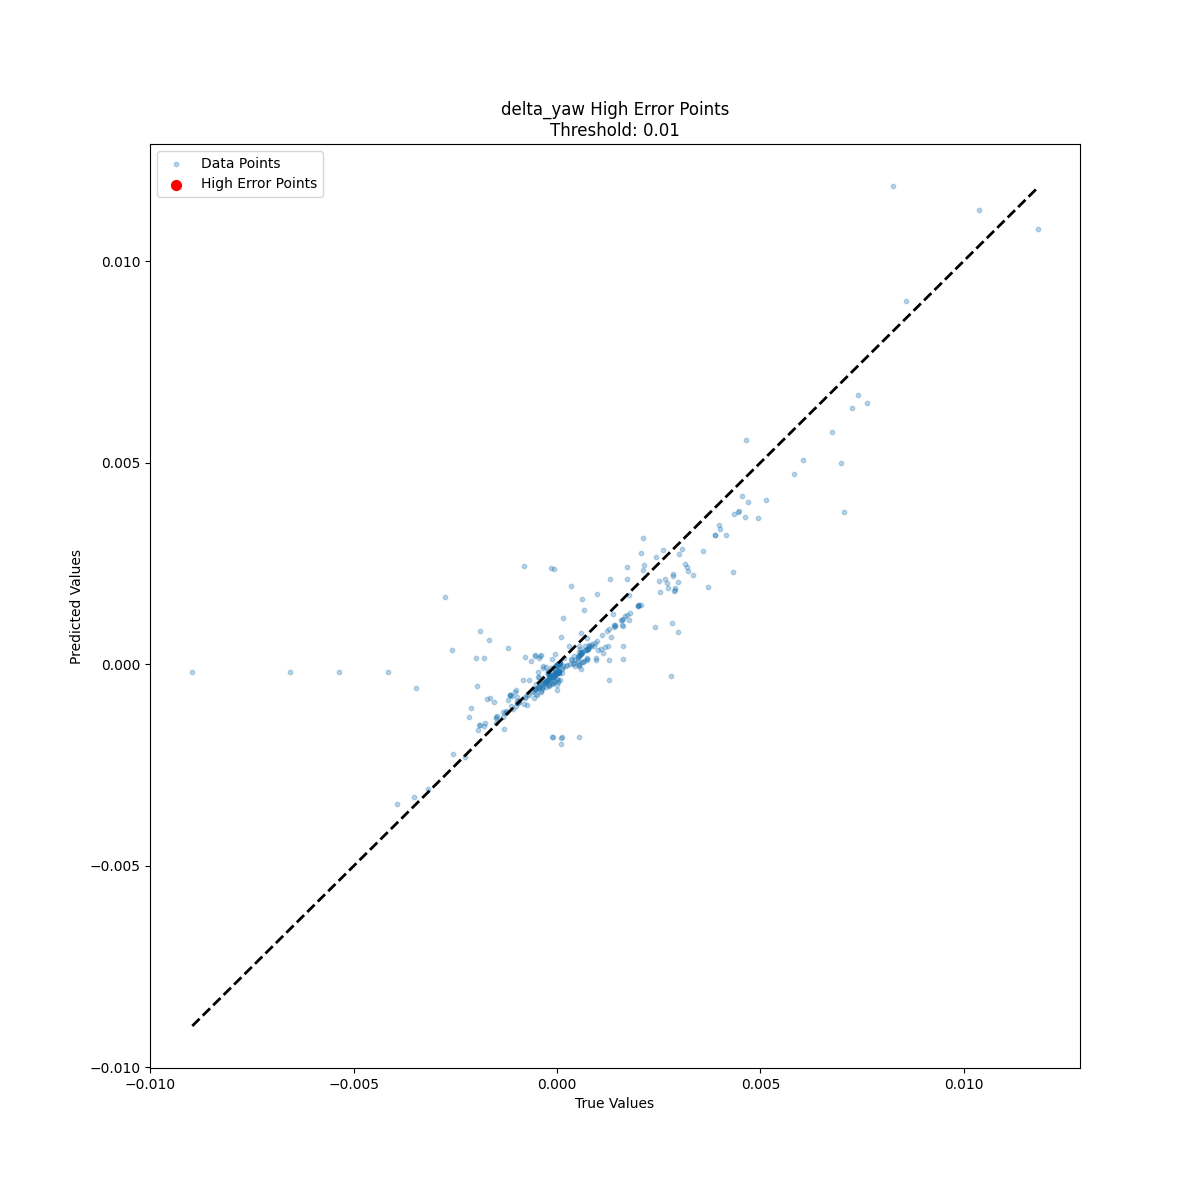 delta_yaw High Error Points
Threshold: 0.01
Data Points
High Error Points
0.010
0.005
0.000
−0.005
−0.010
Predicted Values
−0.010
−0.005
0.000
0.005
0.010
True Values